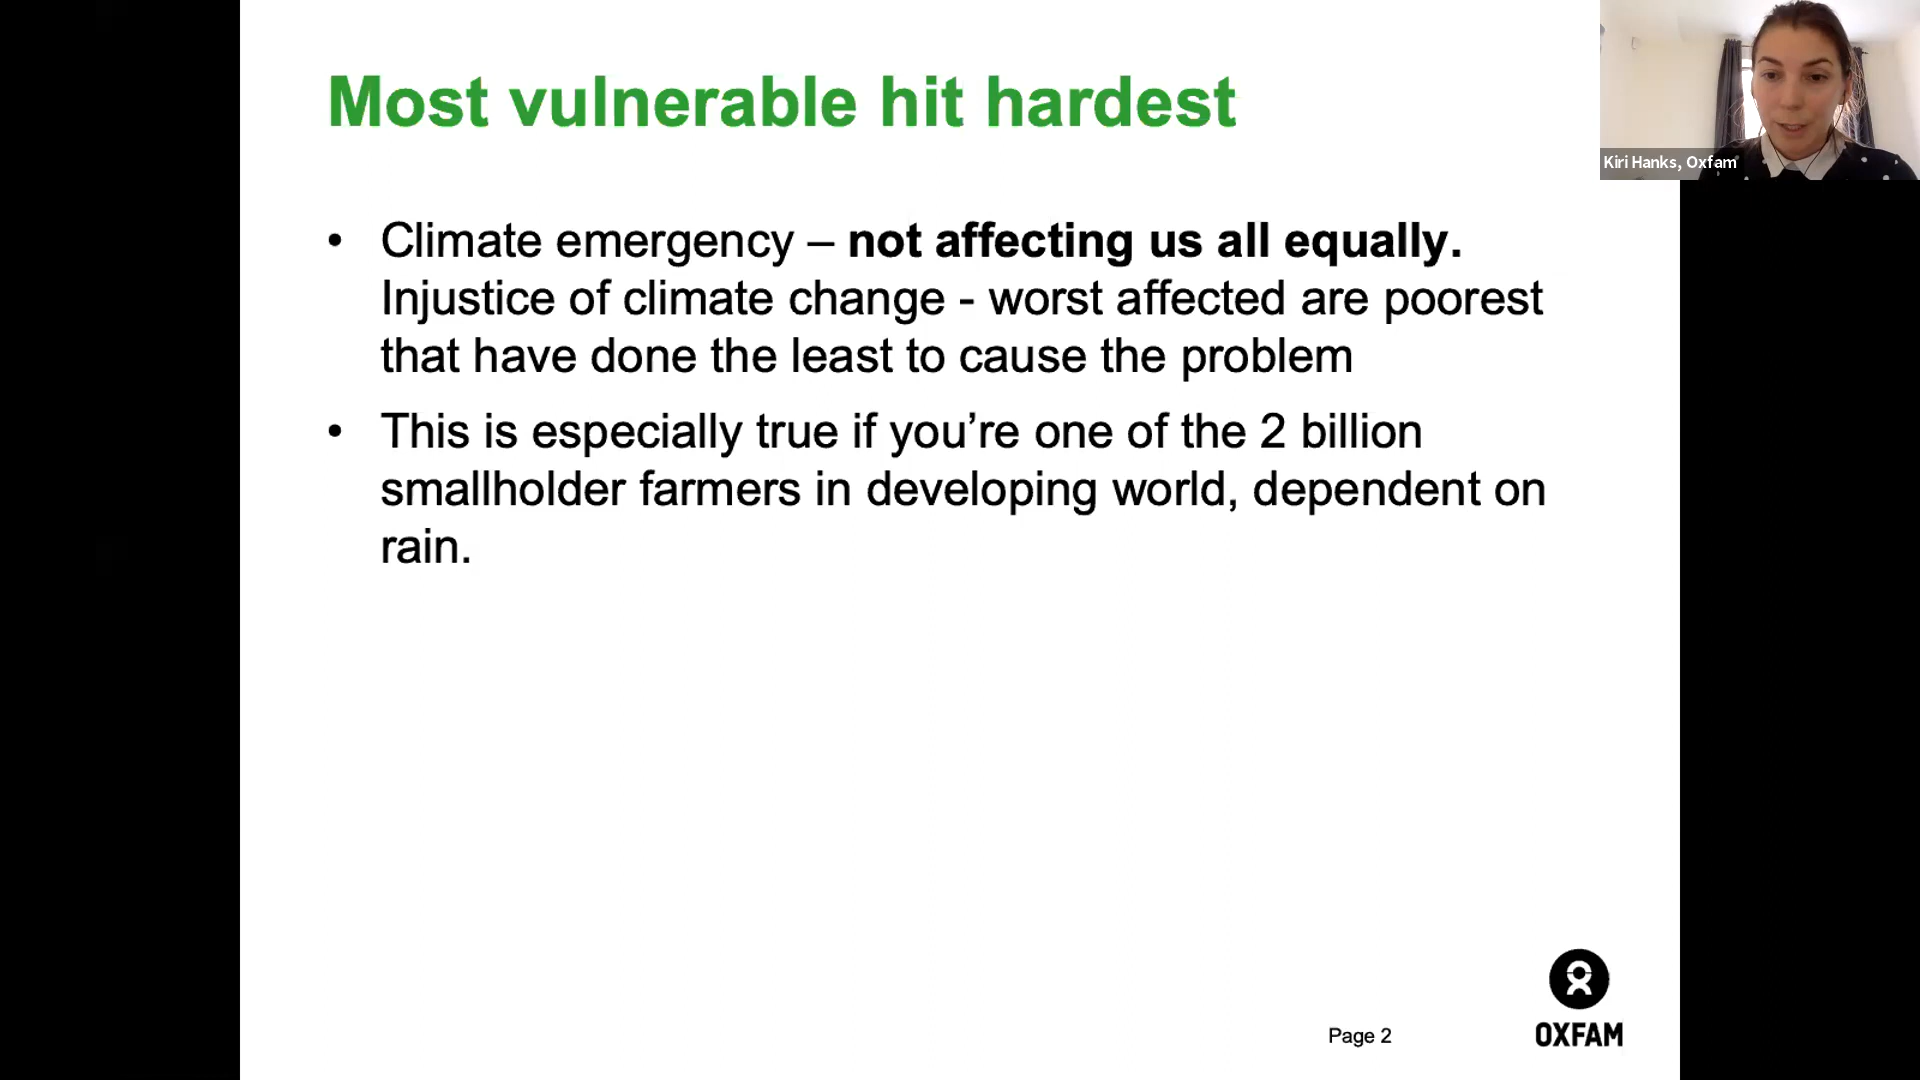 Most vulnerable hit hardest
Kiri Hanks, Oxfam
• Climate emergency – not affecting us all equally.
Injustice of climate change - worst affected are poorest
that have done the least to cause the problem
• This is especially true if you’re one of the 2 billion
smallholder farmers in developing world, dependent on
rain.
Page 2
OXFAM